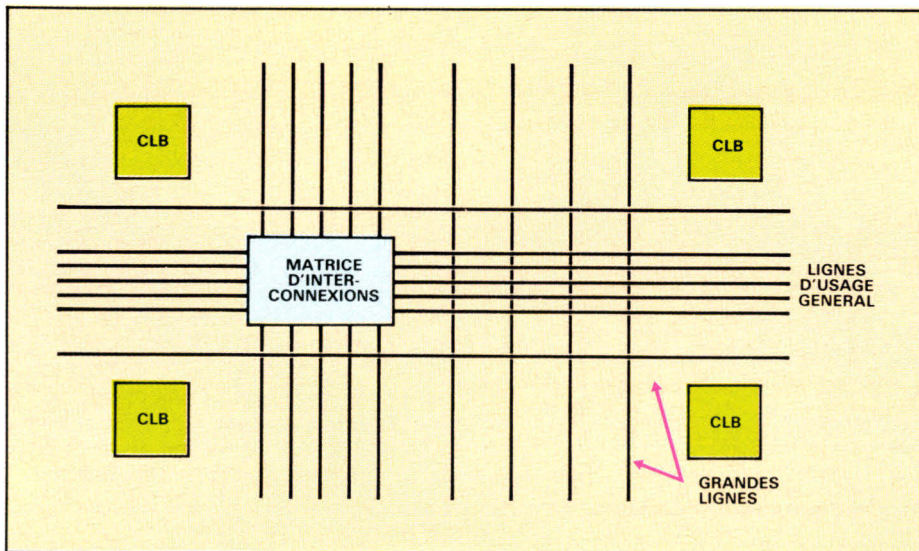 CLB
CLB
MATRICE
D'INTER-
CONNEXIONS
LIGNES
D'USAGE
GENERAL
CLB
CLB
GRANDES
LIGNES